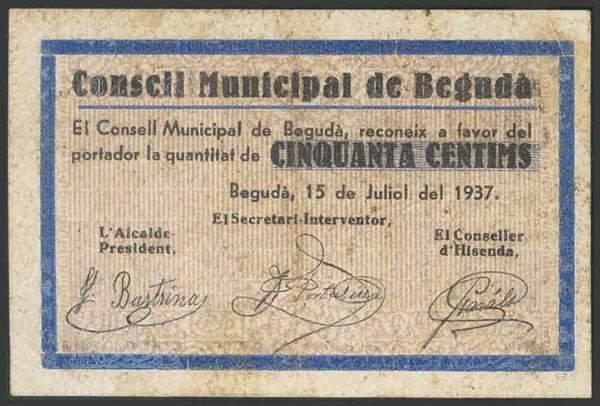 Consell Municipal de Begudà
El Consell Municipal de Begudà, reconeix a favor del
portador la quantitat de CINQUANTA CENTIMS
Begudà, 15 de Juliol del 1937.
El Secretari-Interventor,
L'Alcalde-
President,
El Conseller
d'Hisenda,
Bastrina